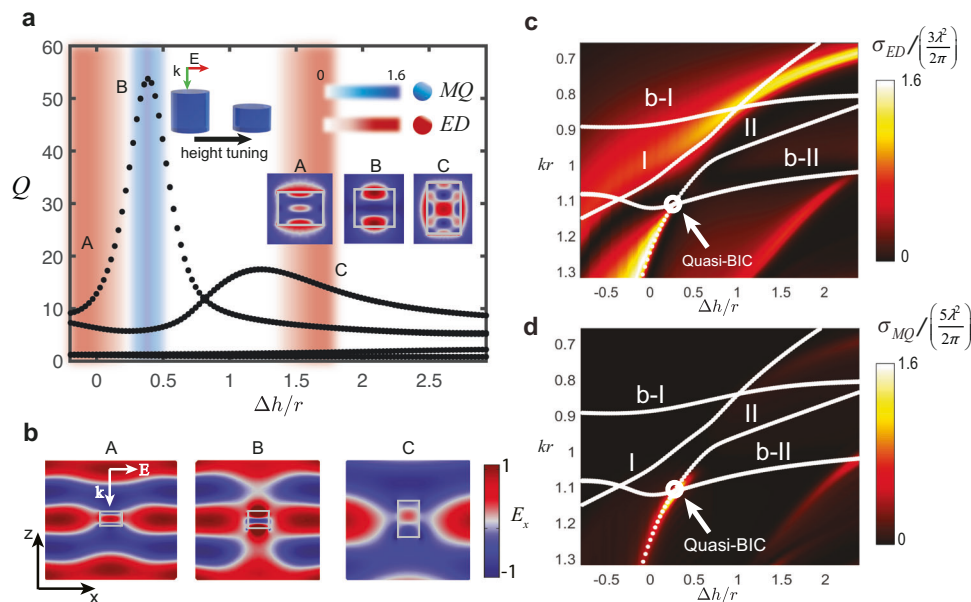 a
60
50
40
30
20
10
0
Q
0
0.5
1
1.5
2
2.5
Δh/r
A
B
C
k
E
height tuning
0
1.6
MQ
ED
A
B
C
b
A
B
C
E
k
z
x
1
-1
E_x
c
0.7
0.8
0.9
1
1.1
1.2
1.3
kr
-0.5
0
0.5
1
1.5
2
Δh/r
b-I
I
II
b-II
Quasi-BIC
σ_ED/(3λ²/2π)
1.6
0
d
0.7
0.8
0.9
1
1.1
1.2
1.3
kr
-0.5
0
0.5
1
1.5
2
Δh/r
b-I
I
II
b-II
Quasi-BIC
σ_MQ/(5λ²/2π)
1.6
0